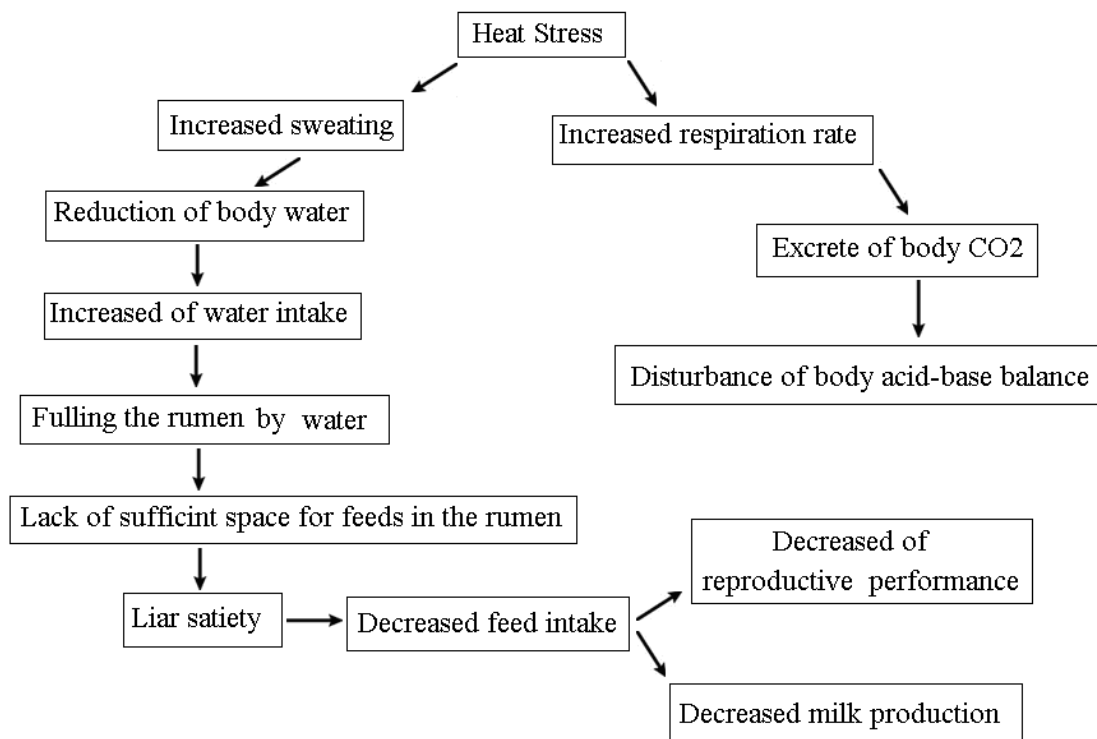 Heat Stress
Increased sweating
Increased respiration rate
Reduction of body water
Excrete of body CO2
Increased of water intake
Disturbance of body acid-base balance
Fulling the rumen by water
Lack of sufficint space for feeds in the rumen
Decreased of
reproductive performance
Liar satiety
Decreased feed intake
Decreased milk production